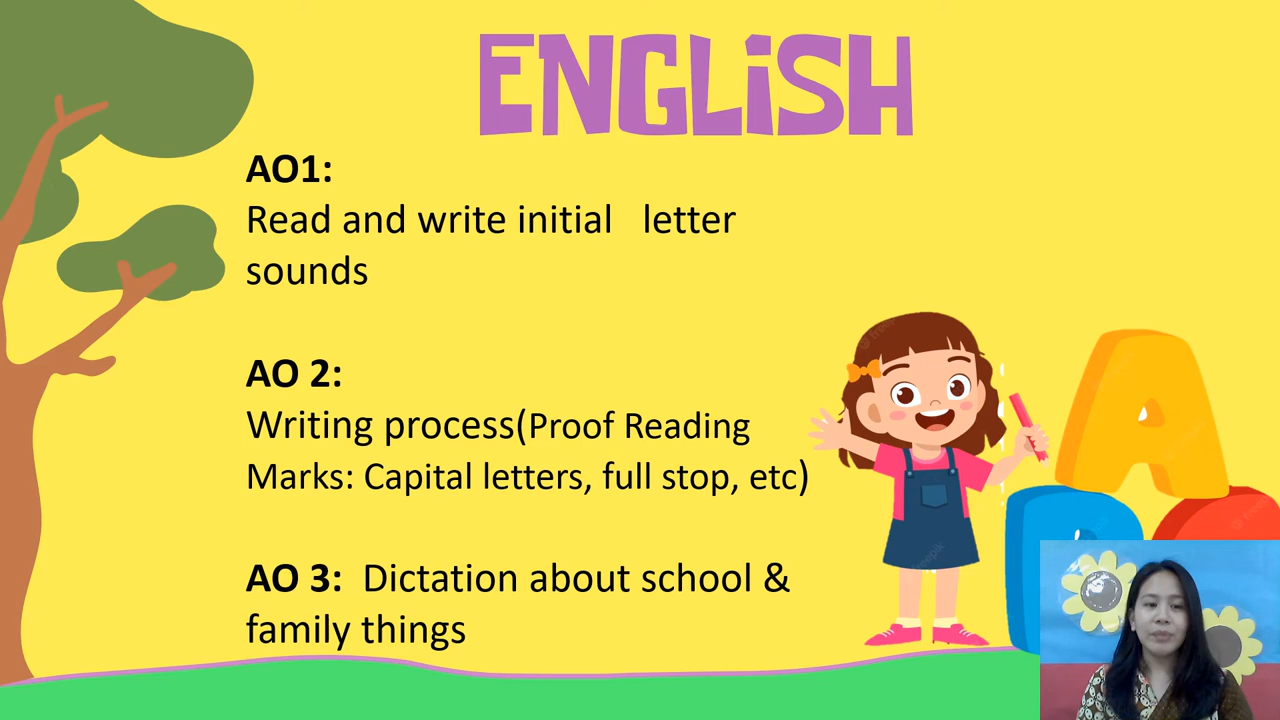 ENGLiSH
AO1:
Read and write initial   letter
sounds
AO 2:
Writing process(Proof Reading
Marks: Capital letters, full stop, etc)
AO 3:  Dictation about school &
family things